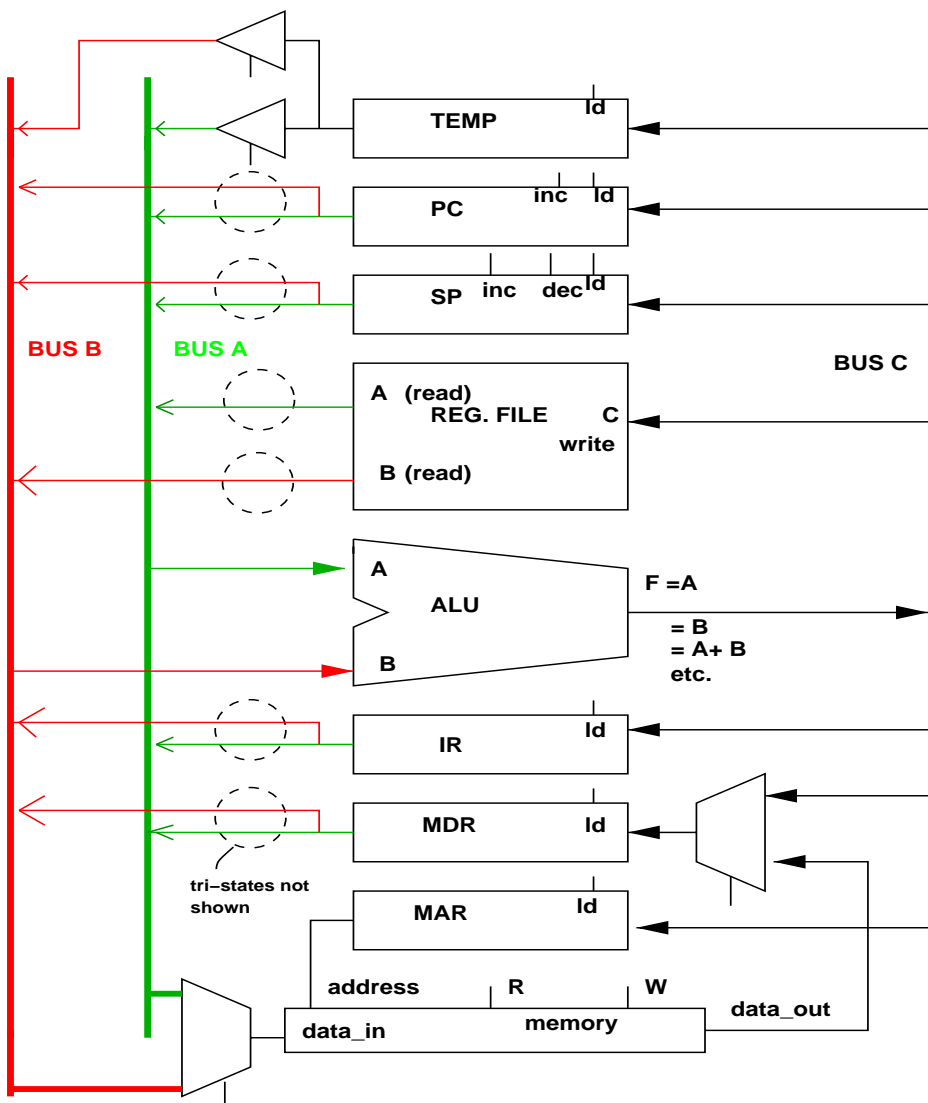 ld
TEMP
inc ld
PC
SP inc dec ld
BUS B
BUS A
BUS C
A (read)
REG. FILE C
write
B (read)
A
F =A
ALU
= B
= A+ B
B
etc.
ld
IR
MDR ld
tri-states not
shown
ld
MAR
address R W
data_out
data_in memory